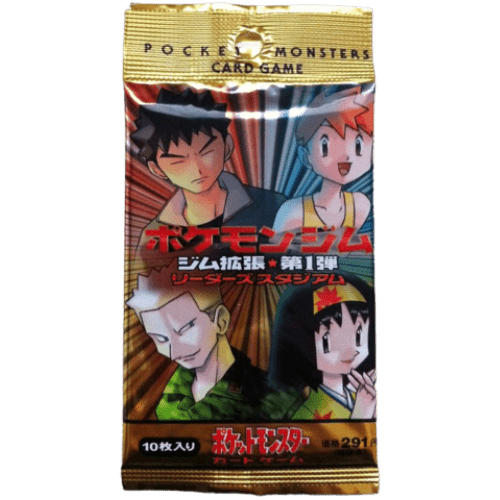 POCKET MONSTERS
CARD GAME
ポケモンジム
ジム拡張★第1弾
リーダーズスタジアム
10枚入り
ポケットモンスター
カードゲーム
価格291円